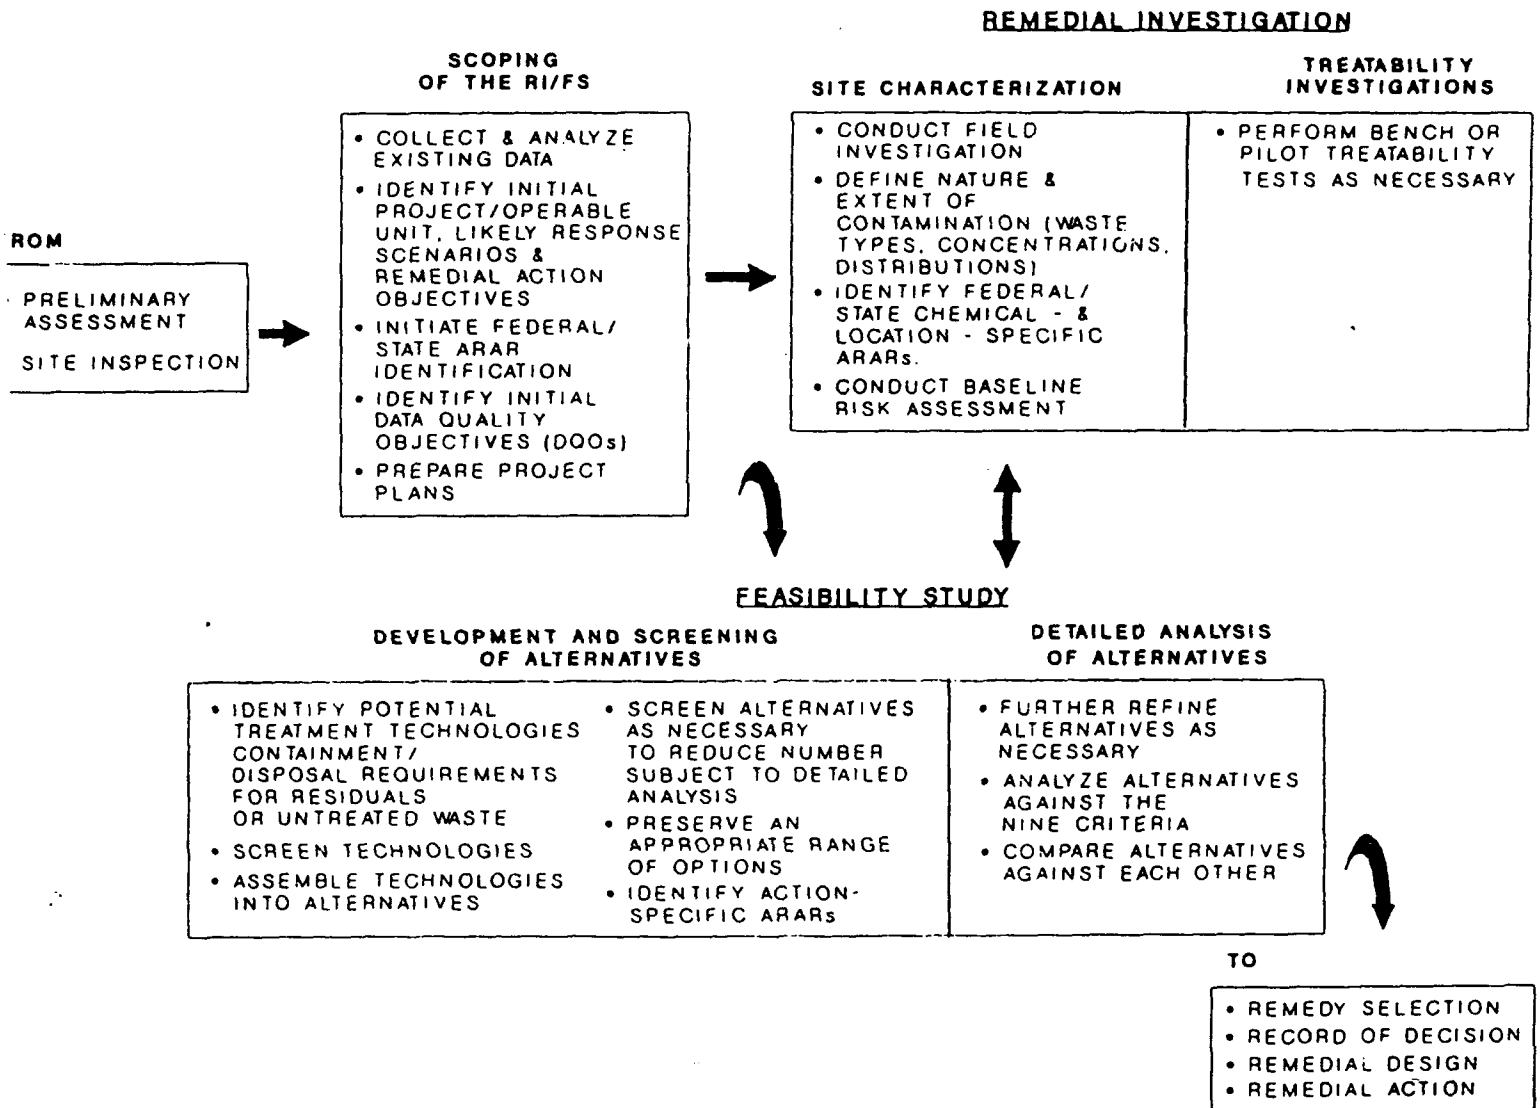 REMEDIAL INVESTIGATION
SCOPING
OF THE RI/FS
SITE CHARACTERIZATION
TREATABILITY
INVESTIGATIONS
ROM
PRELIMINARY
ASSESSMENT
SITE INSPECTION
• COLLECT & ANALYZE
EXISTING DATA
• IDENTIFY INITIAL
PROJECT/OPERABLE
UNIT, LIKELY RESPONSE
SCENARIOS &
REMEDIAL ACTION
OBJECTIVES
• INITIATE FEDERAL/
STATE ARAR
IDENTIFICATION
• IDENTIFY INITIAL
DATA QUALITY
OBJECTIVES (DQOs)
• PREPARE PROJECT
PLANS
• CONDUCT FIELD
INVESTIGATION
• DEFINE NATURE &
EXTENT OF
CONTAMINATION (WASTE
TYPES, CONCENTRATIONS,
DISTRIBUTIONS)
• IDENTIFY FEDERAL/
STATE CHEMICAL - &
LOCATION - SPECIFIC
ARARs.
• CONDUCT BASELINE
RISK ASSESSMENT
• PERFORM BENCH OR
PILOT TREATABILITY
TESTS AS NECESSARY
FEASIBILITY STUDY
DEVELOPMENT AND SCREENING
OF ALTERNATIVES
DETAILED ANALYSIS
OF ALTERNATIVES
• IDENTIFY POTENTIAL
TREATMENT TECHNOLOGIES
CONTAINMENT/
DISPOSAL REQUIREMENTS
FOR RESIDUALS
OR UNTREATED WASTE
• SCREEN TECHNOLOGIES
• ASSEMBLE TECHNOLOGIES
INTO ALTERNATIVES
• SCREEN ALTERNATIVES
AS NECESSARY
TO REDUCE NUMBER
SUBJECT TO DETAILED
ANALYSIS
• PRESERVE AN
APPROPRIATE RANGE
OF OPTIONS
• IDENTIFY ACTION-
SPECIFIC ARARs
• FURTHER REFINE
ALTERNATIVES AS
NECESSARY
• ANALYZE ALTERNATIVES
AGAINST THE
NINE CRITERIA
• COMPARE ALTERNATIVES
AGAINST EACH OTHER
TO
• REMEDY SELECTION
• RECORD OF DECISION
• REMEDIAL DESIGN
• REMEDIAL ACTION